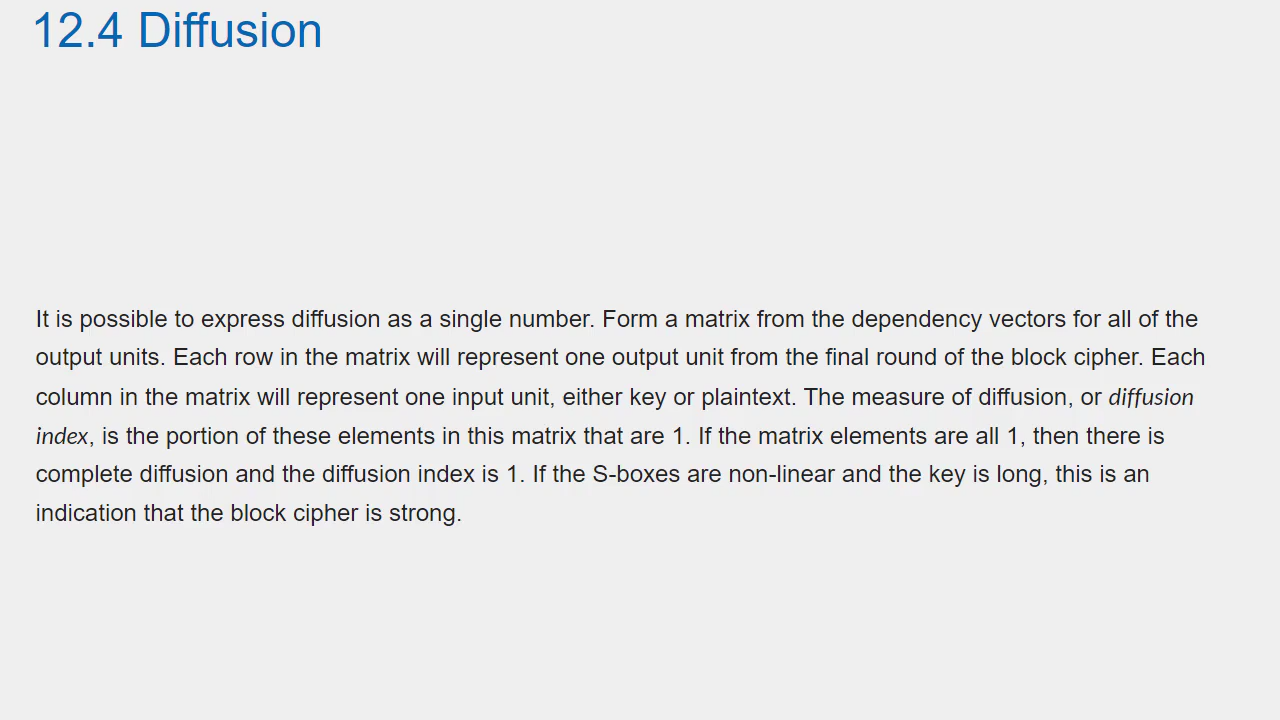 12.4 Diffusion
It is possible to express diffusion as a single number. Form a matrix from the dependency vectors for all of the
output units. Each row in the matrix will represent one output unit from the final round of the block cipher. Each
column in the matrix will represent one input unit, either key or plaintext. The measure of diffusion, or diffusion
index, is the portion of these elements in this matrix that are 1. If the matrix elements are all 1, then there is
complete diffusion and the diffusion index is 1. If the S-boxes are non-linear and the key is long, this is an
indication that the block cipher is strong.